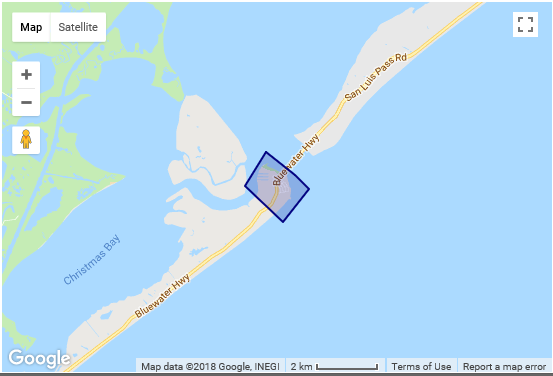 Map Satellite
San Luis Pass Rd
Bluewater Hwy
Christmas Bay
Bluewater Hwy
Google
Map data ©2018 Google, INEGI 2 km Terms of Use Report a map error